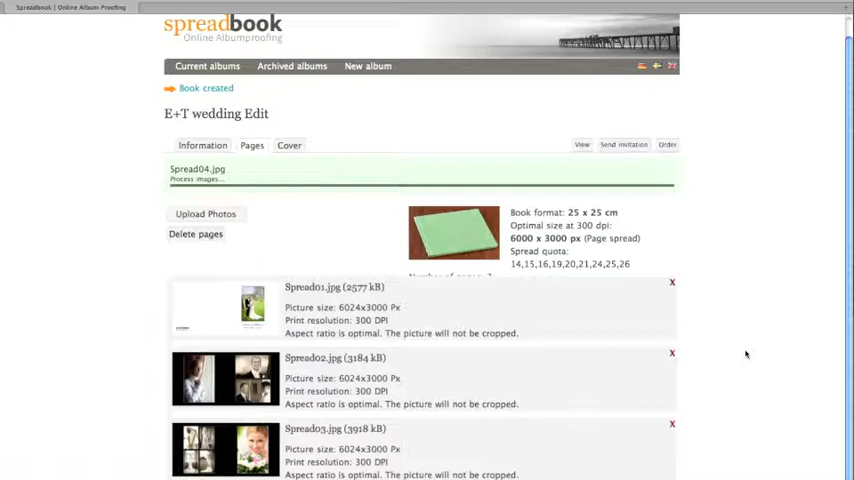 Spreadbook | Online Album Proofing
spreadbook
Online Albumproofing
Current albums
Archived albums
New album
Book created
E+T wedding Edit
Information
Pages
Cover
View
Send invitation
Order
Spread04.jpg
Process images...
Upload Photos
Delete pages
Book format: 25 x 25 cm
Optimal size at 300 dpi:
6000 x 3000 px (Page spread)
Spread quota:
14,15,16,19,20,21,24,25,26
Number of pages: 3
Spread01.jpg (2577 kB)
X
Picture size: 6024x3000 Px
Print resolution: 300 DPI
Aspect ratio is optimal. The picture will not be cropped.
Spread02.jpg (3184 kB)
X
Picture size: 6024x3000 Px
Print resolution: 300 DPI
Aspect ratio is optimal. The picture will not be cropped.
Spread03.jpg (3918 kB)
X
Picture size: 6024x3000 Px
Print resolution: 300 DPI
Aspect ratio is optimal. The picture will not be cropped.